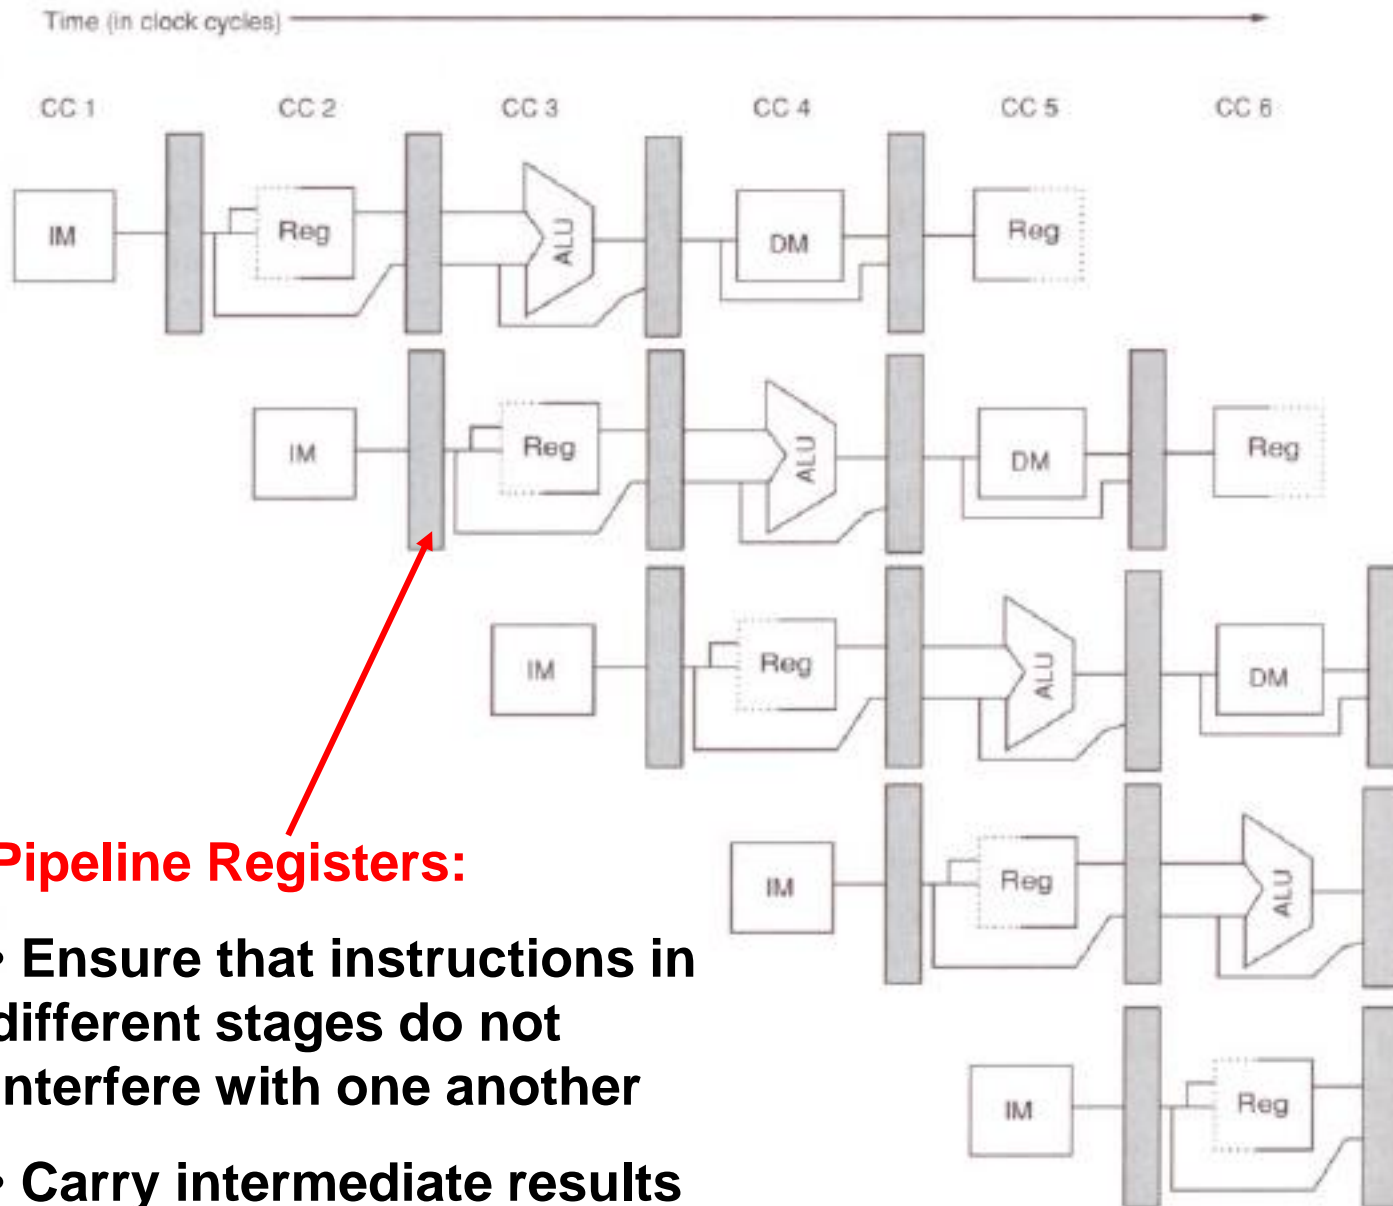 Time (in clock cycles)
CC 1 CC 2 CC 3 CC 4 CC 5 CC 6
IM Reg ALU DM Reg
IM Reg ALU DM Reg
IM Reg ALU DM
Pipeline Registers:
IM Reg ALU
• Ensure that instructions in
different stages do not
interfere with one another
IM Reg
• Carry intermediate results